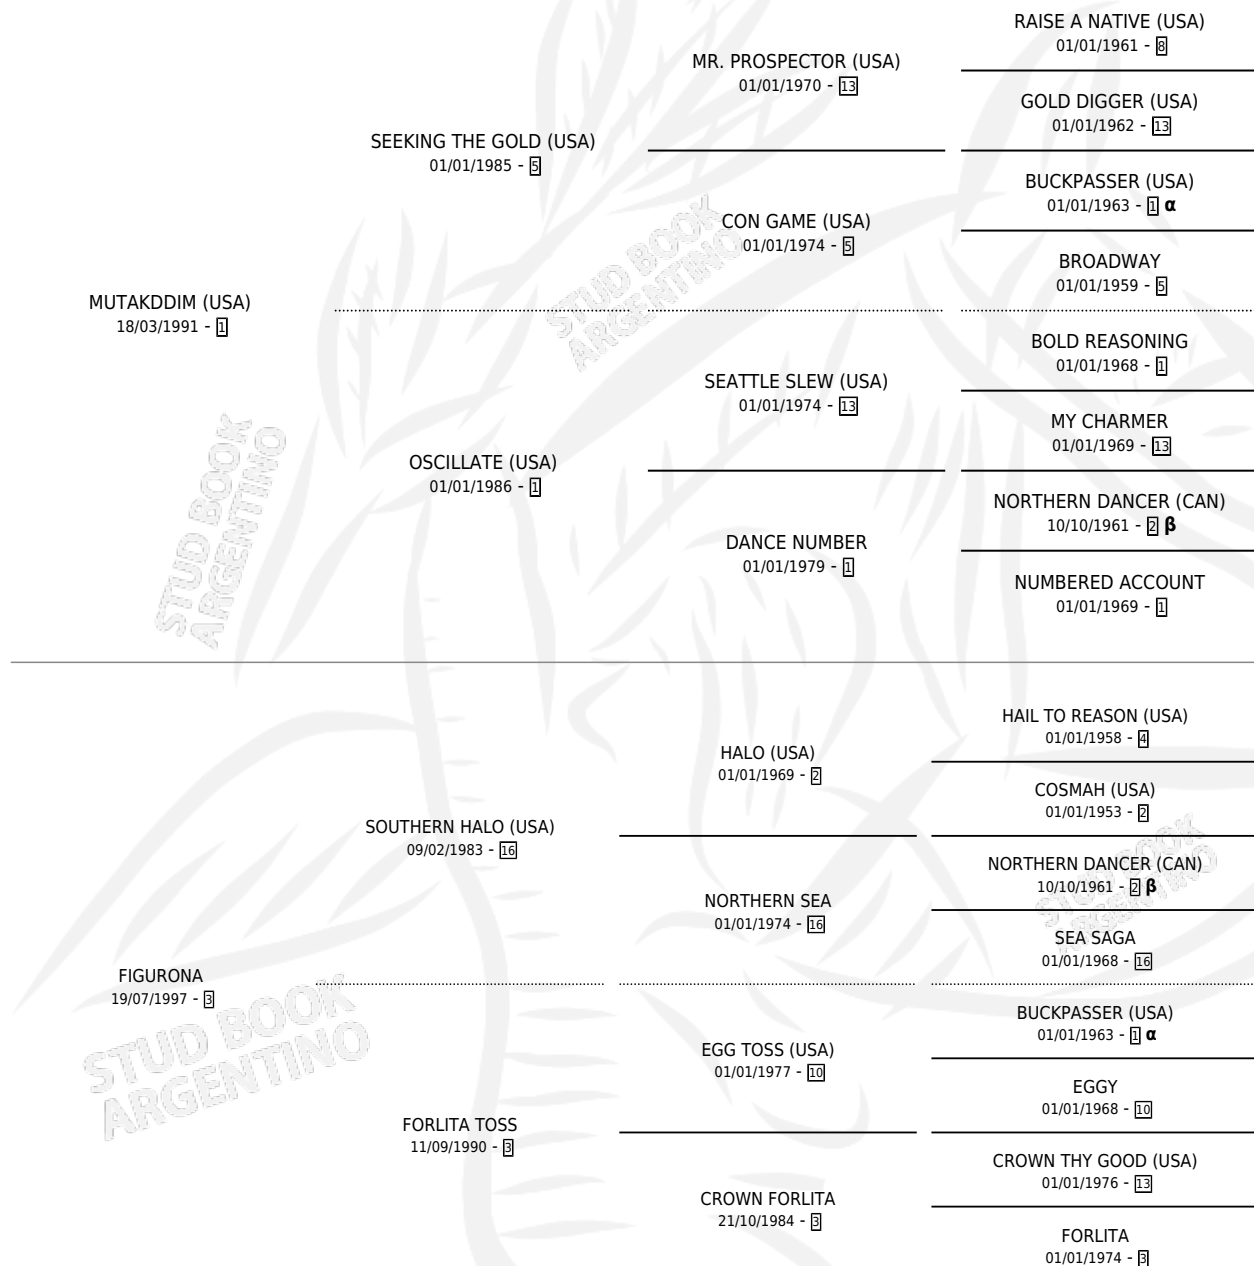 RAISE A NATIVE (USA)
01/01/1961 - 8
MR. PROSPECTOR (USA)
01/01/1970 - 13
GOLD DIGGER (USA)
01/01/1962 - 13
SEEKING THE GOLD (USA)
01/01/1985 - 5
BUCKPASSER (USA)
01/01/1963 - 1 α
CON GAME (USA)
01/01/1974 - 5
BROADWAY
01/01/1959 - 5
MUTAKDDIM (USA)
18/03/1991 - 1
BOLD REASONING
01/01/1968 - 1
SEATTLE SLEW (USA)
01/01/1974 - 13
MY CHARMER
01/01/1969 - 13
OSCILLATE (USA)
01/01/1986 - 1
NORTHERN DANCER (CAN)
10/10/1961 - 2 β
DANCE NUMBER
01/01/1979 - 1
NUMBERED ACCOUNT
01/01/1969 - 1
HAIL TO REASON (USA)
01/01/1958 - 4
HALO (USA)
01/01/1969 - 2
COSMAH (USA)
01/01/1953 - 2
SOUTHERN HALO (USA)
09/02/1983 - 16
NORTHERN DANCER (CAN)
10/10/1961 - 2 β
NORTHERN SEA
01/01/1974 - 16
SEA SAGA
01/01/1968 - 16
FIGURONA
19/07/1997 - 3
BUCKPASSER (USA)
01/01/1963 - 1 α
EGG TOSS (USA)
01/01/1977 - 10
EGGY
01/01/1968 - 10
FORLITA TOSS
11/09/1990 - 3
CROWN THY GOOD (USA)
01/01/1976 - 13
CROWN FORLITA
21/10/1984 - 3
FORLITA
01/01/1974 - 3
STUD BOOK
ARGENTINO
STUD BOOK
ARGENTINO
STUD BOOK
ARGENTINO
STUD BOOK
ARGENTINO